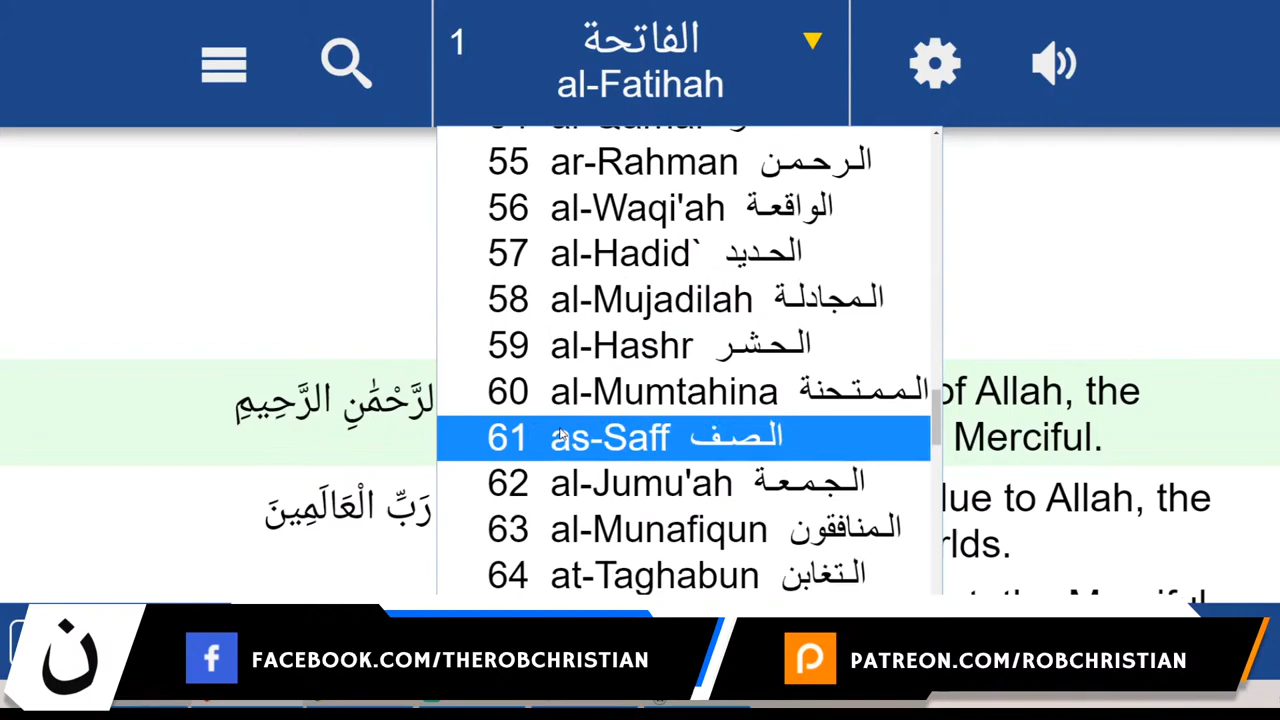 1
الفاتحة
al-Fatihah
55 ar-Rahman الرحمن
56 al-Waqi'ah الواقعة
57 al-Hadid` الحديد
58 al-Mujadilah المجادلة
59 al-Hashr الحشر
60 al-Mumtahina الممتحنة
61 as-Saff الصف
62 al-Jumu'ah الجمعة
63 al-Munafiqun المنافقون
64 at-Taghabun التغابن
of Allah, the
Merciful.
الرَّحْمَٰنِ الرَّحِيمِ
to Allah, the
رَبِّ الْعَالَمِينَ
ن
FACEBOOK.COM/THEROBCHRISTIAN
PATREON.COM/ROBCHRISTIAN